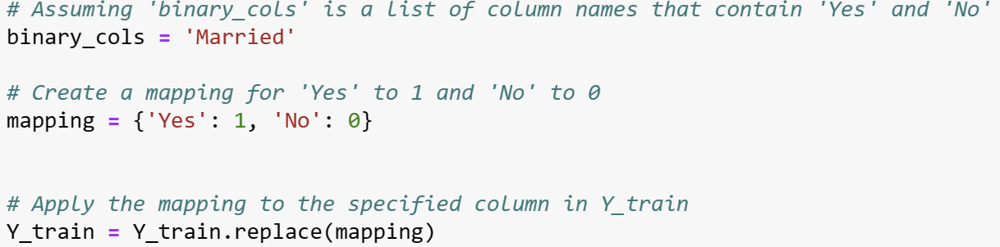 # Assuming 'binary_cols' is a list of column names that contain 'Yes' and 'No'
binary_cols = 'Married'
# Create a mapping for 'Yes' to 1 and 'No' to 0
mapping = {'Yes': 1, 'No': 0}
# Apply the mapping to the specified column in Y_train
Y_train = Y_train.replace(mapping)